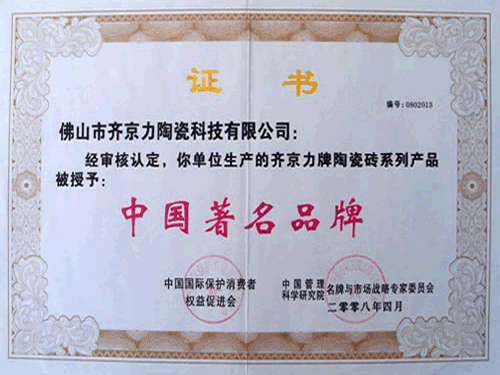 证书
编号:0802013
佛山市齐京力陶瓷科技有限公司:
经审核认定,你单位生产的齐京力牌陶瓷砖系列产品
被授予:
中国著名品牌
中国国际保护消费者
权益促进会
中国管理
科学研究院
名牌与市场战略专家委员会
二零零八年四月